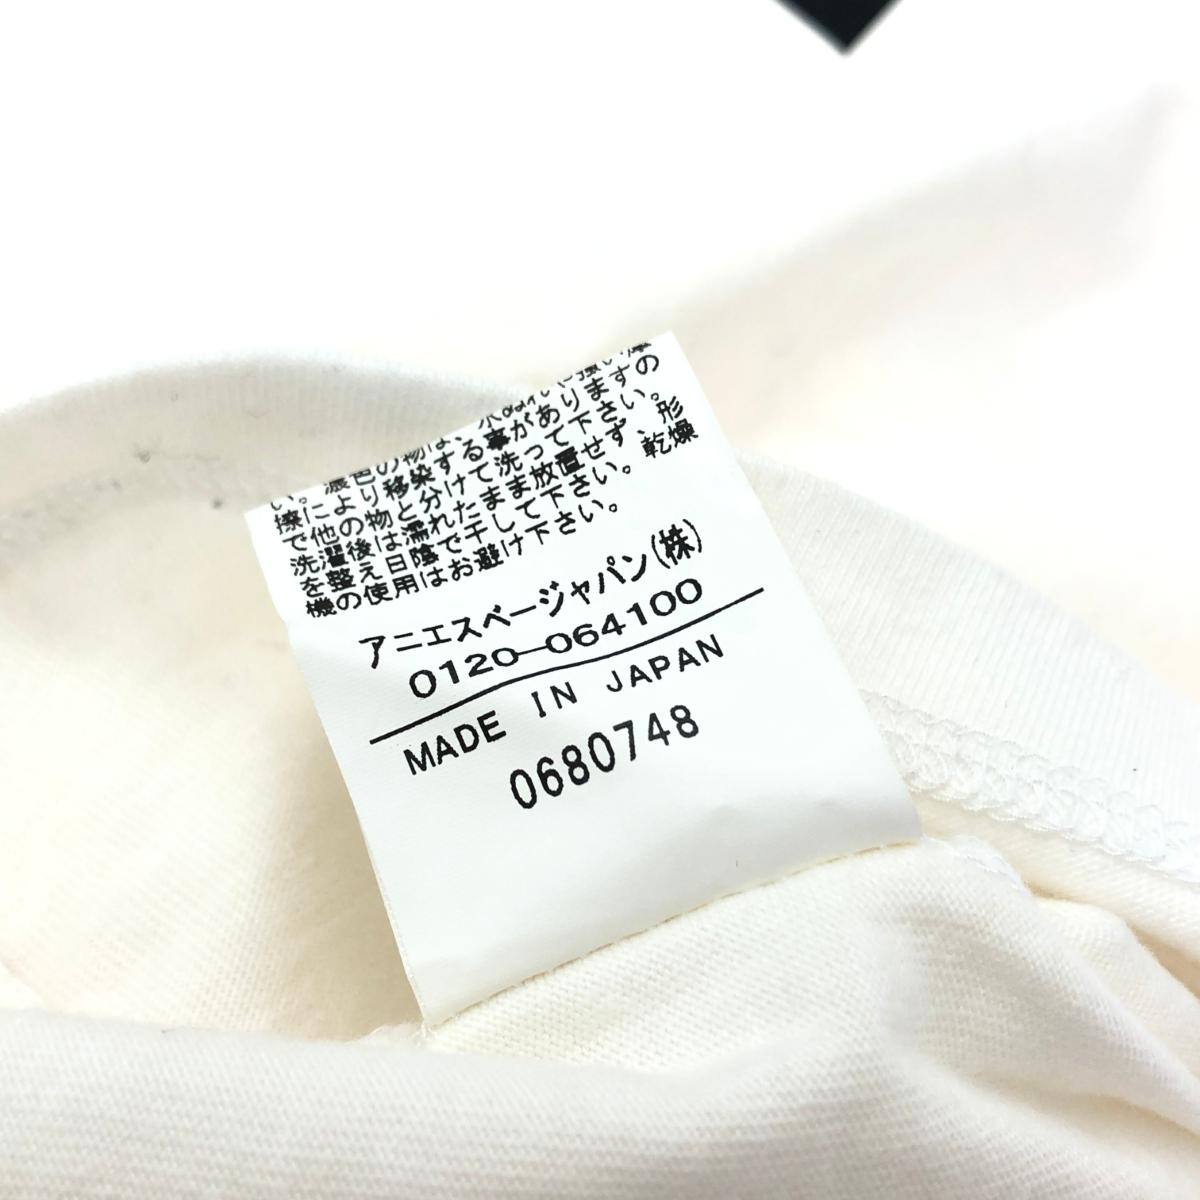 い。濃色の物は、水ぬれに強い摩
擦により移染する事がありますの
で他の物と分けて洗って下さい。
洗濯後は濡れたまま放置せず、形
を整え日陰で干して下さい。乾燥
機の使用はお避け下さい。
アニエスベージャパン(株)
0120-064100
MADE IN JAPAN
0680748